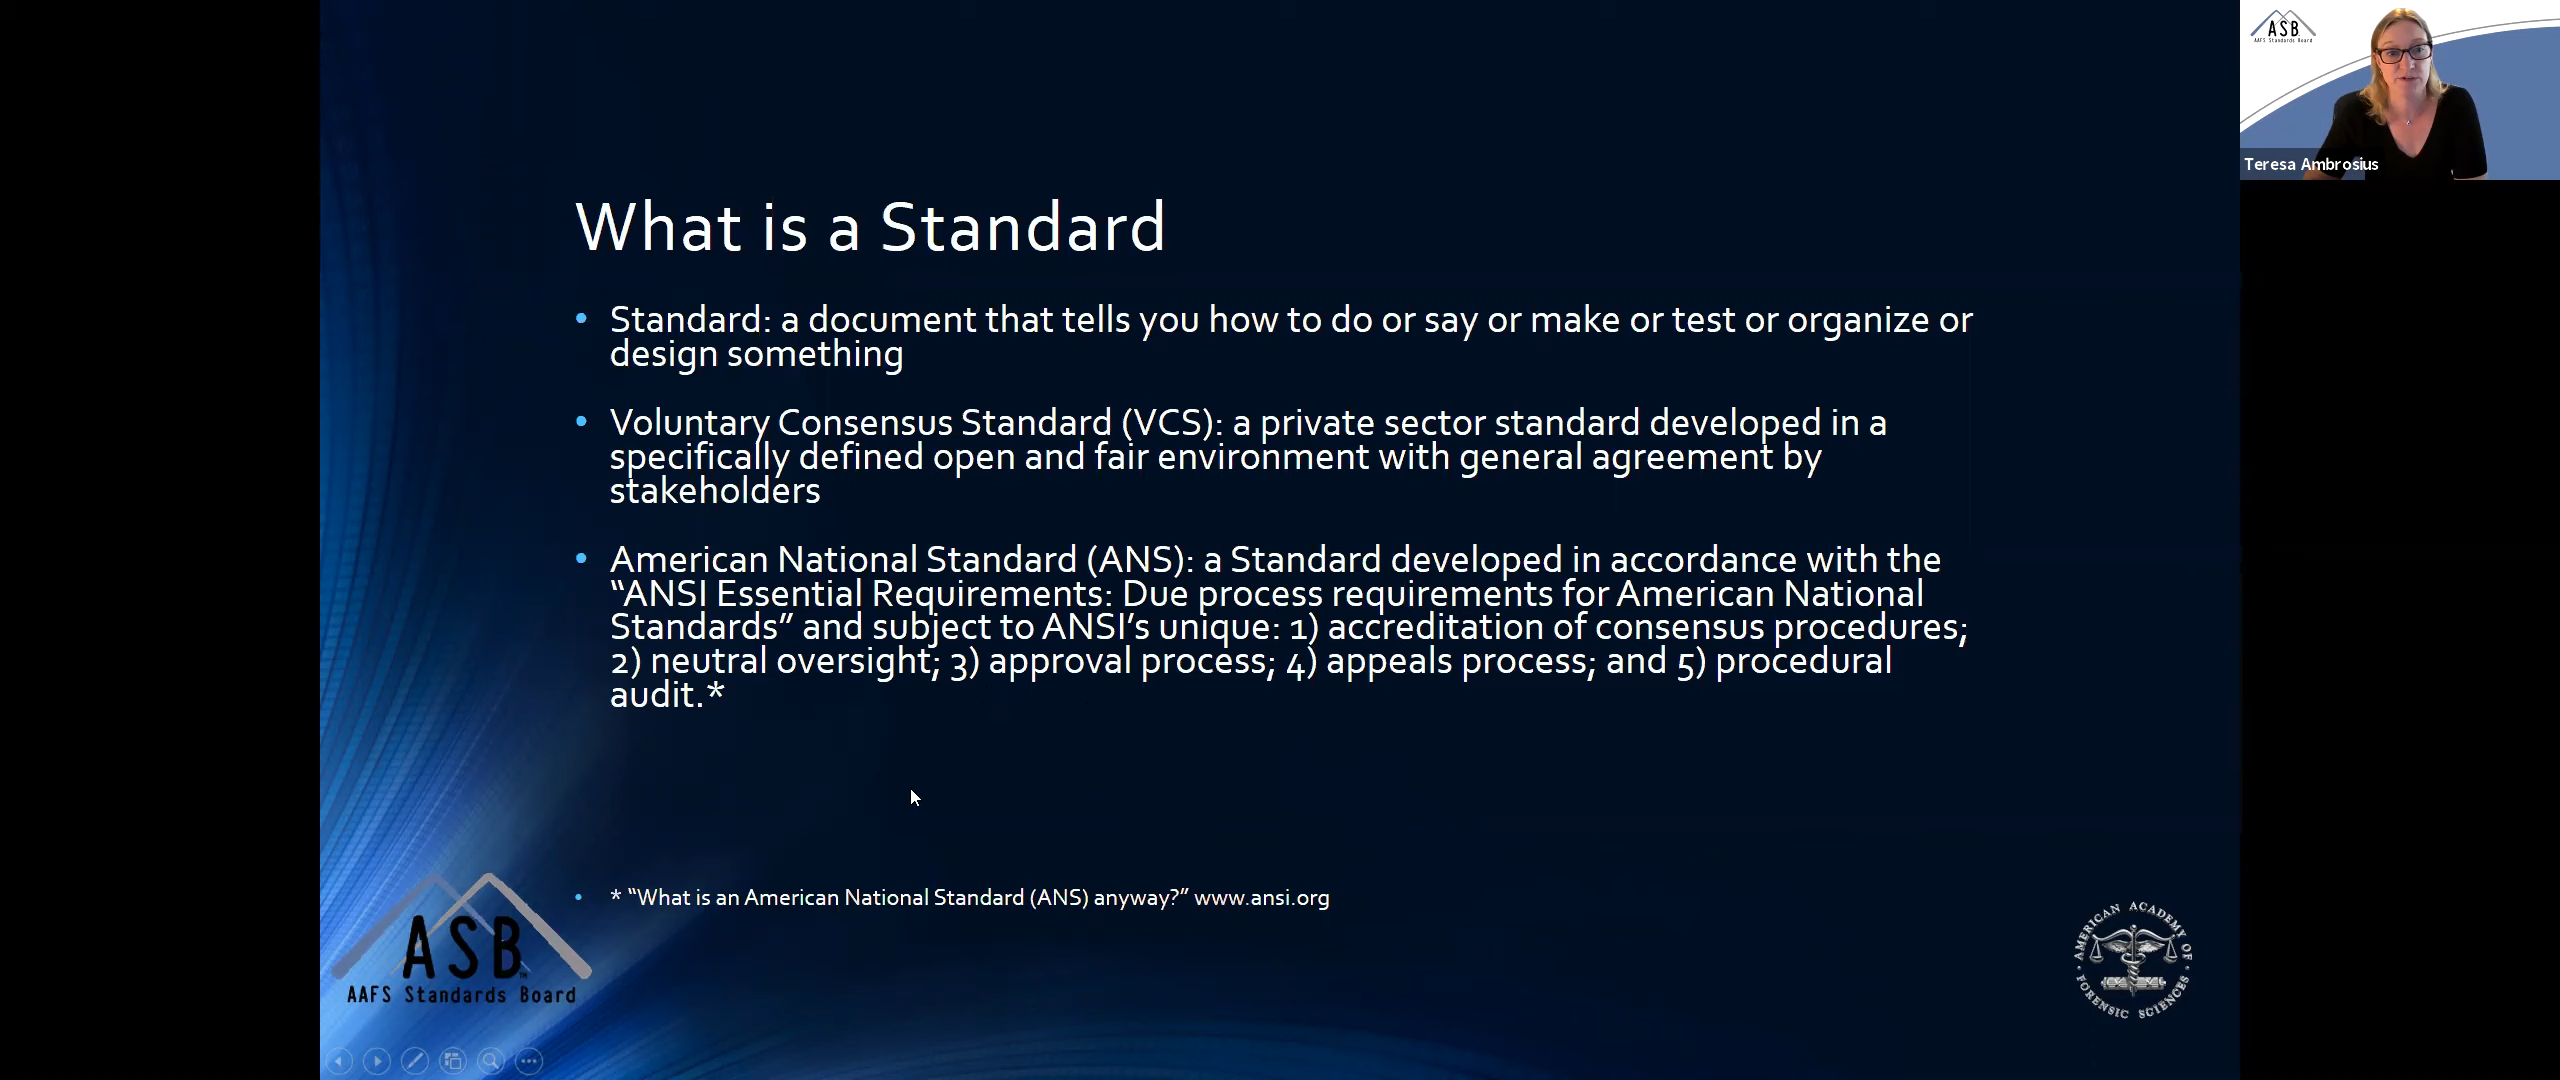 ASB
AAFS Standards Board
Teresa Ambrosius
What is a Standard
• Standard: a document that tells you how to do or say or make or test or organize or
design something
• Voluntary Consensus Standard (VCS): a private sector standard developed in a
specifically defined open and fair environment with general agreement by
stakeholders
• American National Standard (ANS): a Standard developed in accordance with the
“ANSI Essential Requirements: Due process requirements for American National
Standards” and subject to ANSI’s unique: 1) accreditation of consensus procedures;
2) neutral oversight; 3) approval process; 4) appeals process; and 5) procedural
audit.*
• * “What is an American National Standard (ANS) anyway?” www.ansi.org
ASB™
AAFS Standards Board
AMERICAN ACADEMY OF
FORENSIC SCIENCES